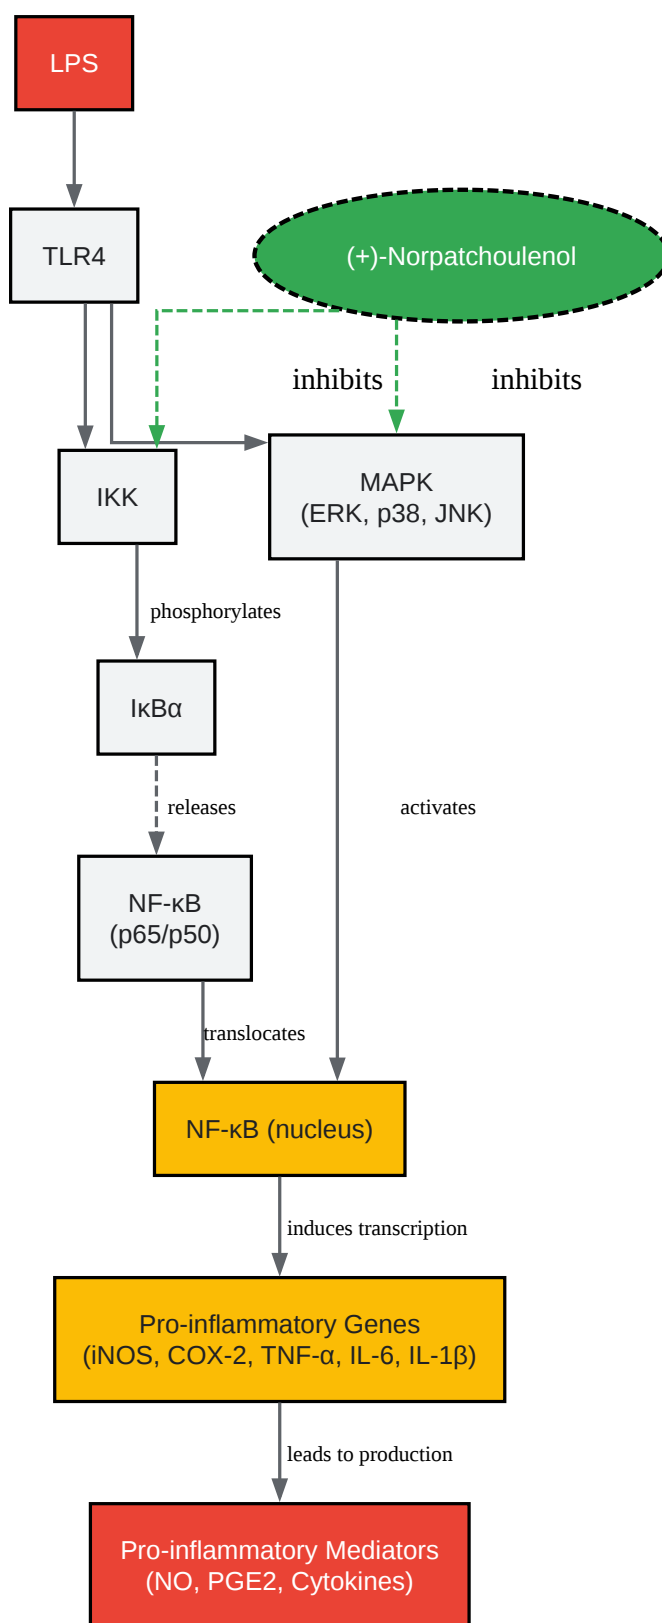 LPS
TLR4
(+)-Norpatchoulenol
inhibits
inhibits
IKK
MAPK
(ERK, p38, JNK)
phosphorylates
IκBα
releases
activates
NF-κB
(p65/p50)
translocates
NF-κB (nucleus)
induces transcription
Pro-inflammatory Genes
(iNOS, COX-2, TNF-α, IL-6, IL-1β)
leads to production
Pro-inflammatory Mediators
(NO, PGE2, Cytokines)